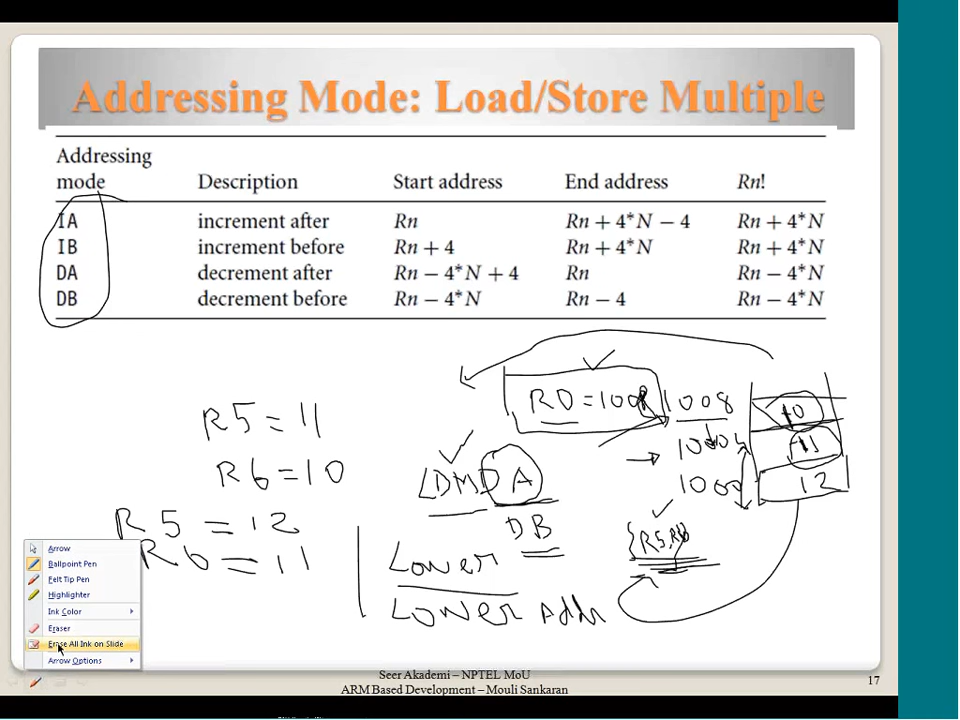 Addressing Mode: Load/Store Multiple
Addressing mode Description Start address End address Rn!
IA increment after Rn Rn + 4*N − 4 Rn + 4*N
IB increment before Rn + 4 Rn + 4*N Rn + 4*N
DA decrement after Rn − 4*N + 4 Rn Rn − 4*N
DB decrement before Rn − 4*N Rn − 4 Rn − 4*N
1008 10
R5 = 11
11
R6 = 10
LDMDA
12
R5 = 12
DB
{R5,R6}
R6 = 11
Lower
Lower Addr
Arrow
Ballpoint Pen
Felt Tip Pen
Highlighter
Ink Color
Eraser
Erase All Ink on Slide
Arrow Options
Seer Akademi – NPTEL MoU
ARM Based Development – Mouli Sankaran
17